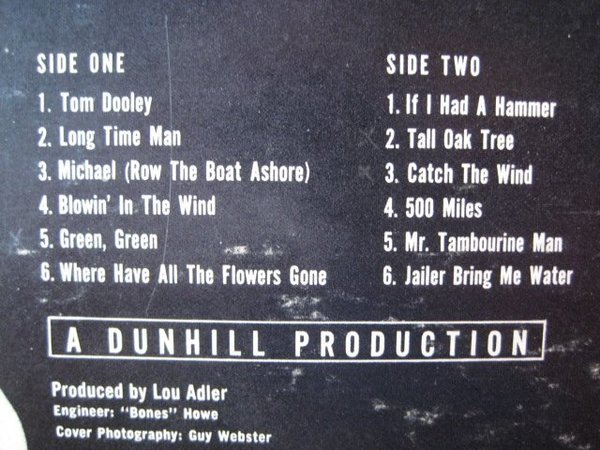 SIDE ONE
1. Tom Dooley
2. Long Time Man
3. Michael (Row The Boat Ashore)
4. Blowin' In The Wind
5. Green, Green
6. Where Have All The Flowers Gone
SIDE TWO
1. If I Had A Hammer
2. Tall Oak Tree
3. Catch The Wind
4. 500 Miles
5. Mr. Tambourine Man
6. Jailer Bring Me Water
A DUNHILL PRODUCTION
Produced by Lou Adler
Engineer: "Bones" Howe
Cover Photography: Guy Webster